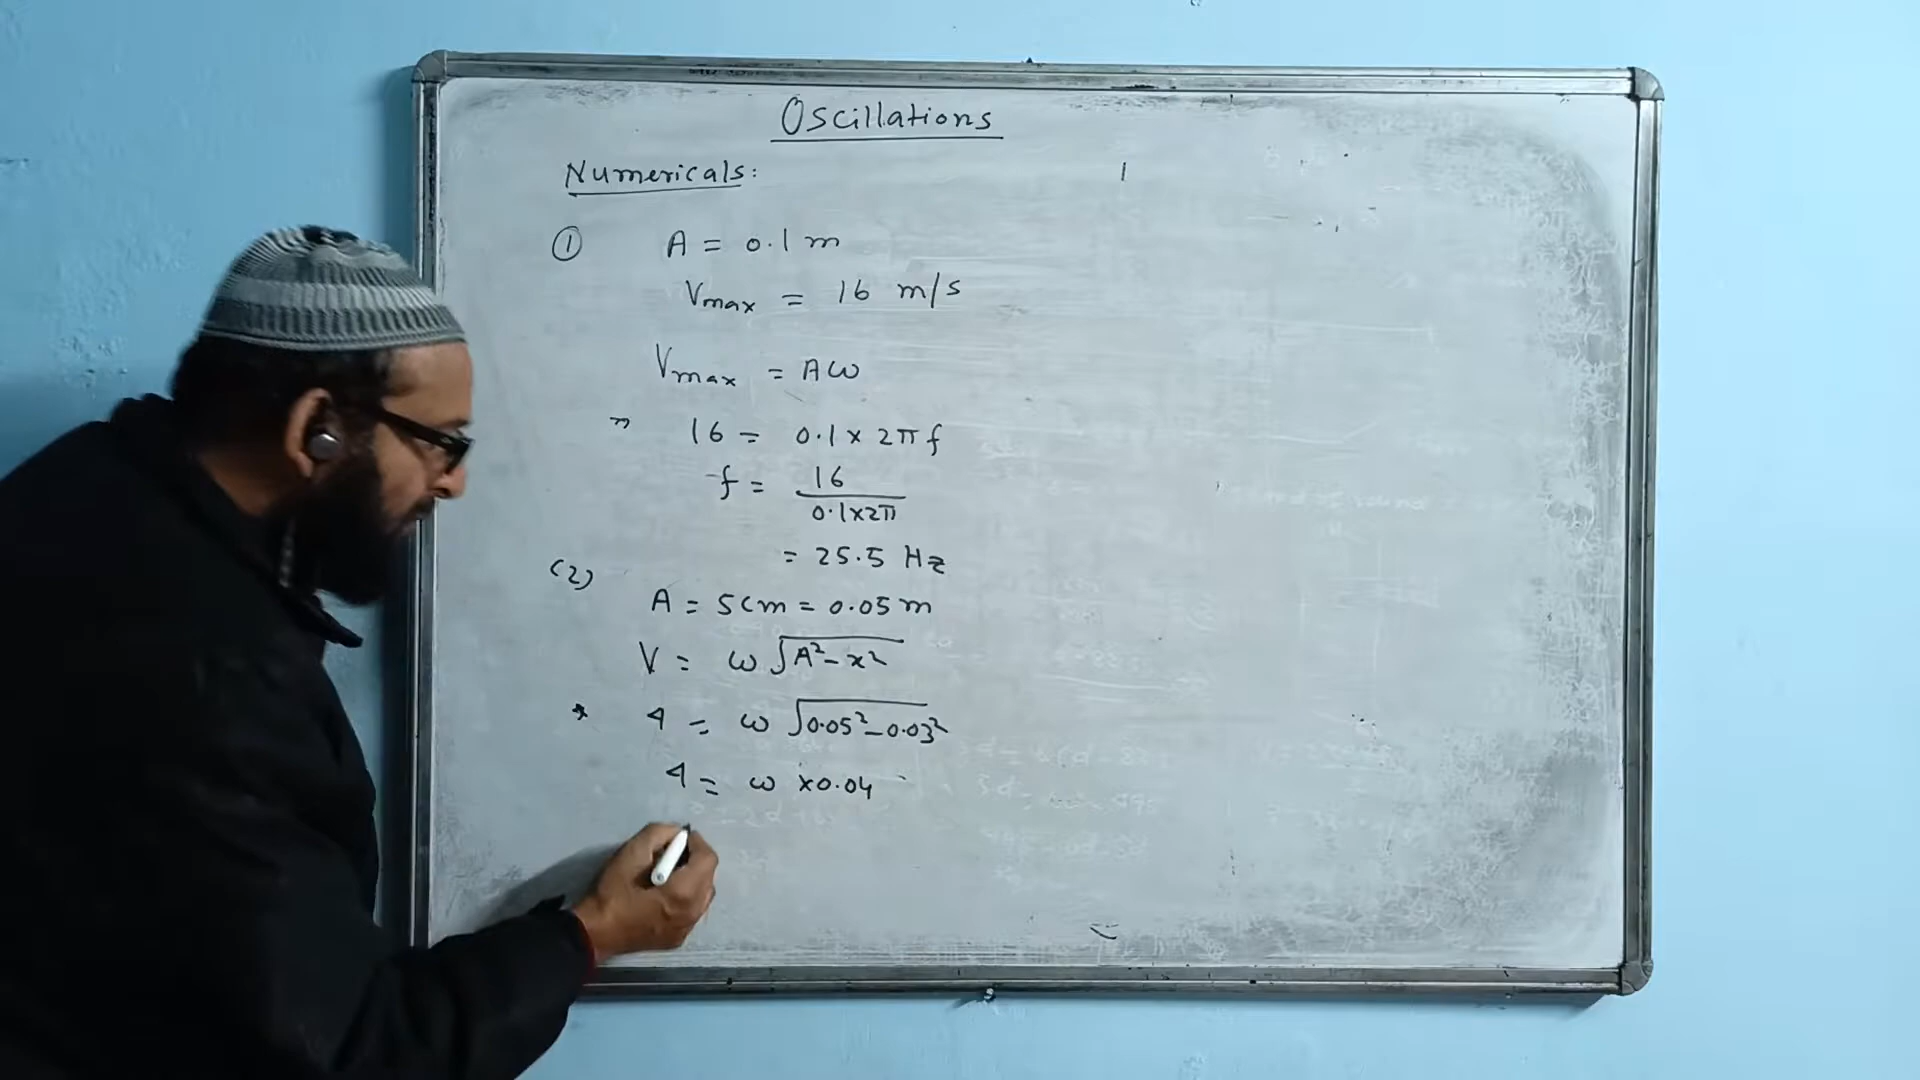 Oscillations
Numericals:
① A = 0.1 m
Vmax = 16 m/s
Vmax = Aω
16 = 0.1 × 2π f
f = 16 / 0.1×2π
= 25.5 Hz
(2)
A = 5cm = 0.05 m
V = ω √A²-x²
4 = ω √0.05²-0.03²
4 = ω ×0.04